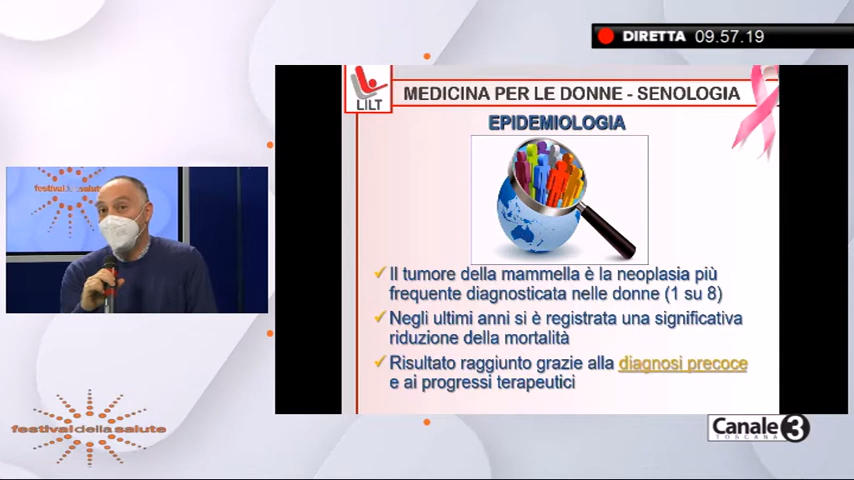 DIRETTA 09.57.19
LILT
MEDICINA PER LE DONNE - SENOLOGIA
EPIDEMIOLOGIA
festival della salute
Il tumore della mammella è la neoplasia più
frequente diagnosticata nelle donne (1 su 8)
Negli ultimi anni si è registrata una significativa
riduzione della mortalità
Risultato raggiunto grazie alla diagnosi precoce
e ai progressi terapeutici
festivaldellasalute
Canale 3
TOSCANA